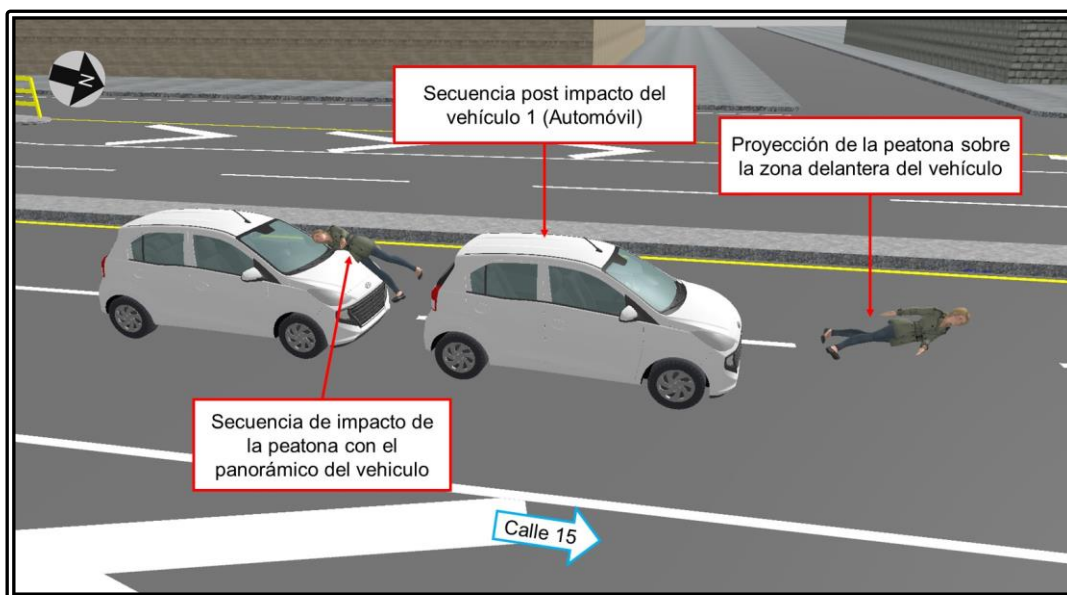 N
Secuencia post impacto del
vehículo 1 (Automóvil)
Proyección de la peatona sobre
la zona delantera del vehículo
Secuencia de impacto de
la peatona con el
panorámico del vehiculo
Calle 15